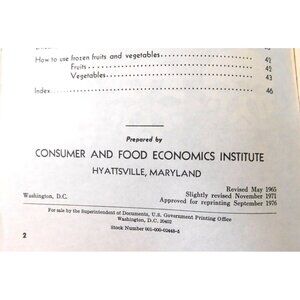 How to use frozen fruits and vegetables 42
Fruits 42
Vegetables 43
Index 46
Prepared by
CONSUMER AND FOOD ECONOMICS INSTITUTE
HYATTSVILLE, MARYLAND
Revised May 1965
Slightly revised November 1971
Washington, D.C. Approved for reprinting September 1976
For sale by the Superintendent of Documents, U.S. Government Printing Office
Washington, D.C. 20402
Stock Number 001-000-02468-5
2